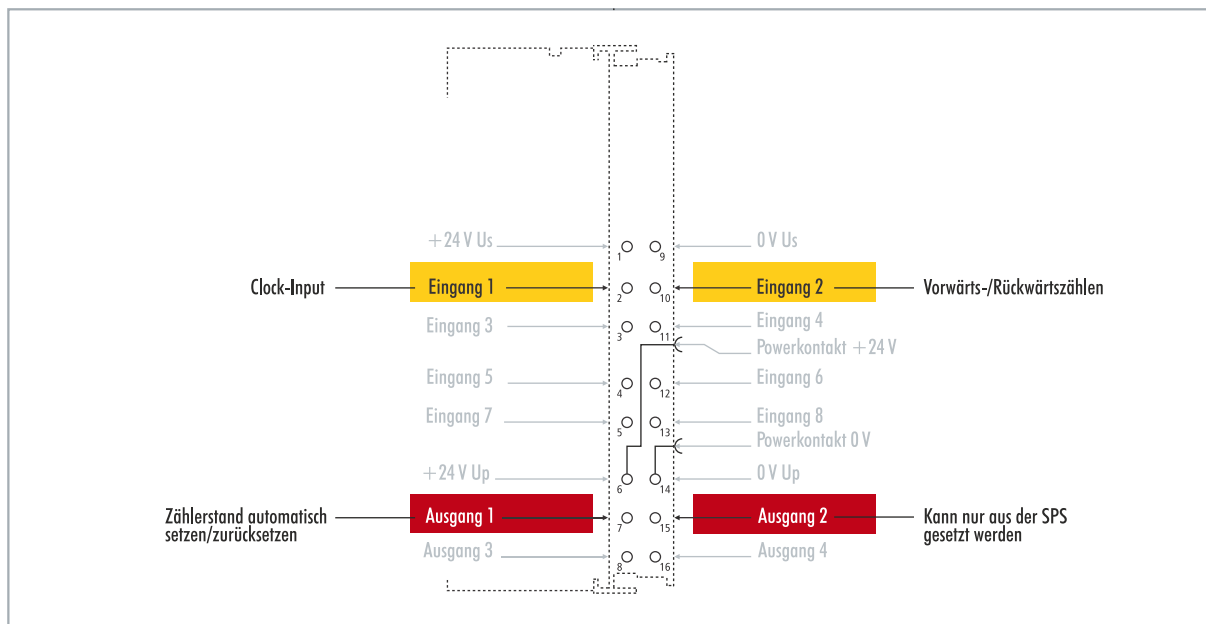 +24 V Us
1
9
0 V Us
Clock-Input
Eingang 1
2
10
Eingang 2
Vorwärts-/Rückwärtszählen
Eingang 3
3
11
Eingang 4
Powerkontakt +24 V
Eingang 5
4
12
Eingang 6
Eingang 7
5
13
Eingang 8
Powerkontakt 0 V
+24 V Up
6
14
0 V Up
Zählerstand automatisch
setzen/zurücksetzen
Ausgang 1
7
15
Ausgang 2
Kann nur aus der SPS
gesetzt werden
Ausgang 3
8
16
Ausgang 4